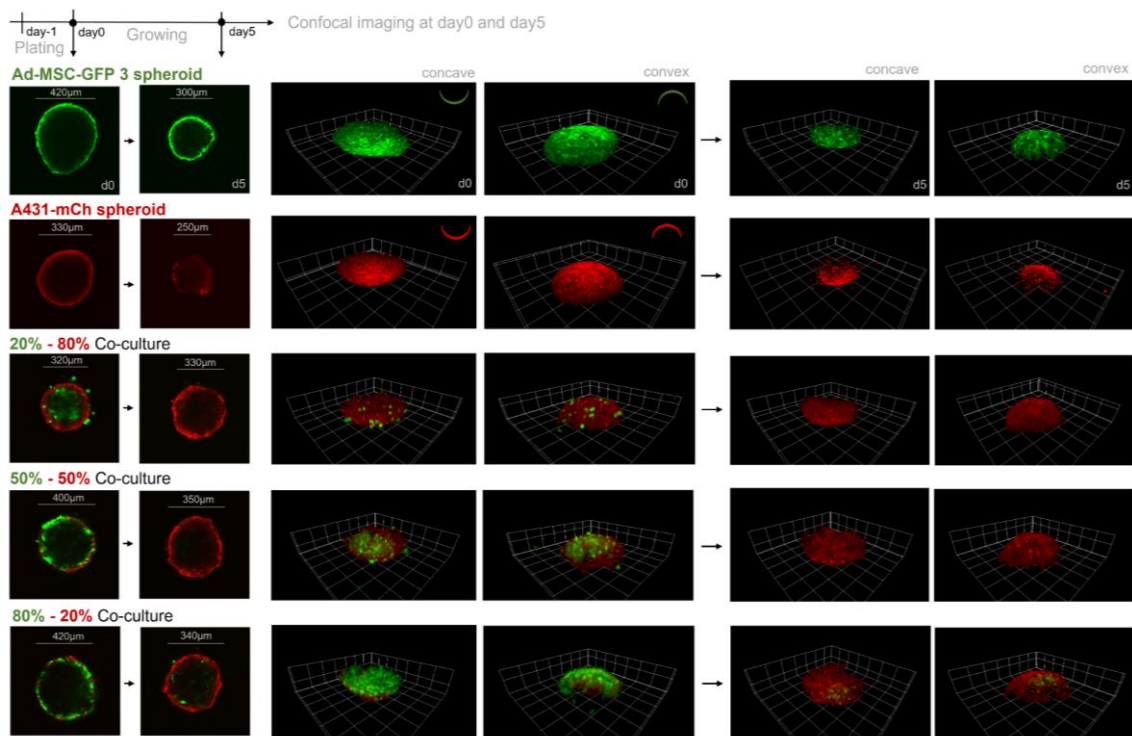 day-1 day0 day5 Confocal imaging at day0 and day5
Plating Growing
Ad-MSC-GFP 3 spheroid concave convex concave convex
420µm 300µm
d0 d5 d0 d0 d5 d5
A431-mCh spheroid
330µm 250µm
20% - 80% Co-culture
320µm 330µm
50% - 50% Co-culture
400µm 350µm
80% - 20% Co-culture
420µm 340µm